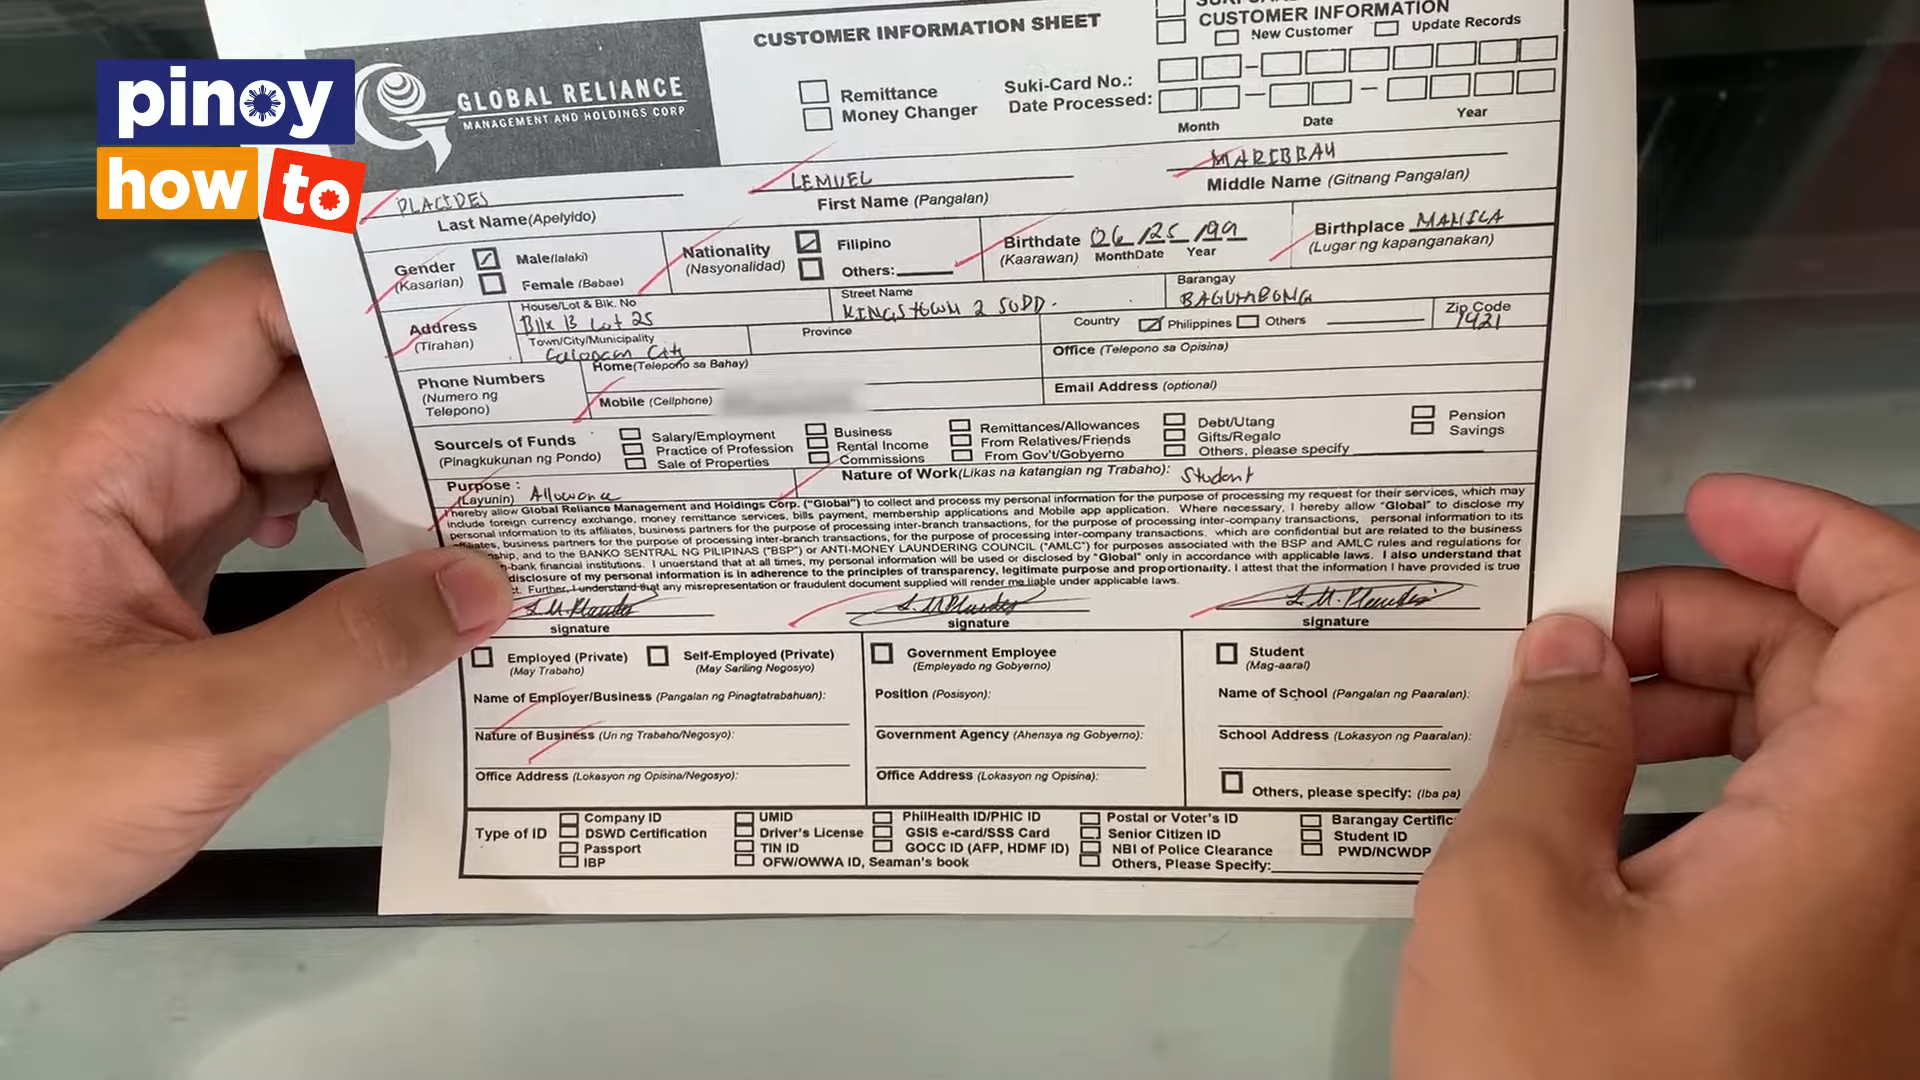 pinoy
how to
GLOBAL RELIANCE
MANAGEMENT AND HOLDINGS CORP
CUSTOMER INFORMATION SHEET
CUSTOMER INFORMATION
New Customer Update Records
Remittance
Money Changer
Suki-Card No.:
Date Processed:
Month Date Year
PLACIDES LEMUEL MARIBBAY
Last Name(Apelyido) First Name (Pangalan) Middle Name (Gitnang Pangalan)
Gender
(Kasarian)
Male(lalaki)
Female (Babae)
Nationality
(Nasyonalidad)
Filipino
Others:
Birthdate 06/25/99
(Kaarawan) MonthDate Year
Birthplace MANILA
(Lugar ng kapanganakan)
Address
(Tirahan)
House/Lot & Blk. No
Blk 13 Lot 25
Street Name
KINGSTOWN 2 SUBD.
Barangay
BAGUMBONG
Town/City/Municipality
Caloocan City
Province
Country Philippines Others
Zip Code
1421
Phone Numbers
(Numero ng
Telepono)
Home(Telepono sa Bahay)
Office (Telepono sa Opisina)
Mobile (Cellphone)
Email Address (optional)
Source/s of Funds
(Pinagkukunan ng Pondo)
Salary/Employment
Practice of Profession
Sale of Properties
Business
Rental Income
Commissions
Remittances/Allowances
From Relatives/Friends
From Gov't/Gobyerno
Debt/Utang
Gifts/Regalo
Others, please specify
Pension
Savings
Purpose :
(Layunin) Allowance
Nature of Work(Likas na katangian ng Trabaho): Student
I hereby allow Global Reliance Management and Holdings Corp. ("Global") to collect and process my personal information for the purpose of processing my request for their services, which may
include foreign currency exchange, money remittance services, bills payment, membership applications and Mobile app application. Where necessary, I hereby allow "Global" to disclose my
personal information to its affiliates, business partners for the purpose of processing inter-branch transactions, for the purpose of processing inter-company transactions, personal information to its
affiliates, business partners for the purpose of processing inter-branch transactions, for the purpose of processing inter-company transactions, which are confidential but are related to the business
and to the BANKO SENTRAL NG PILIPINAS ("BSP") or ANTI-MONEY LAUNDERING COUNCIL ("AMLC") for purposes associated with the BSP and AMLC rules and regulations for
financial institutions. I understand that at all times, my personal information will be used or disclosed by "Global" only in accordance with applicable laws. I also understand that
disclosure of my personal information is in adherence to the principles of transparency, legitimate purpose and proportionality. I attest that the information I have provided is true
Further, I understand that any misrepresentation or fraudulent document supplied will render me liable under applicable laws.
signature signature signature
Employed (Private)
(May Trabaho)
Self-Employed (Private)
(May Sariling Negosyo)
Government Employee
(Empleyado ng Gobyerno)
Student
(Mag-aaral)
Name of Employer/Business (Pangalan ng Pinagtatrabahuan):
Position (Posisyon):
Name of School (Pangalan ng Paaralan):
Nature of Business (Uri ng Trabaho/Negosyo):
Government Agency (Ahensya ng Gobyerno):
School Address (Lokasyon ng Paaralan):
Office Address (Lokasyon ng Opisina/Negosyo):
Office Address (Lokasyon ng Opisina):
Others, please specify: (Iba pa)
Type of ID
Company ID
DSWD Certification
Passport
IBP
UMID
Driver's License
TIN ID
OFW/OWWA ID, Seaman's book
PhilHealth ID/PHIC ID
GSIS e-card/SSS Card
GOCC ID (AFP, HDMF ID)
Postal or Voter's ID
Senior Citizen ID
NBI of Police Clearance
Others, Please Specify:
Barangay Certific
Student ID
PWD/NCWDP